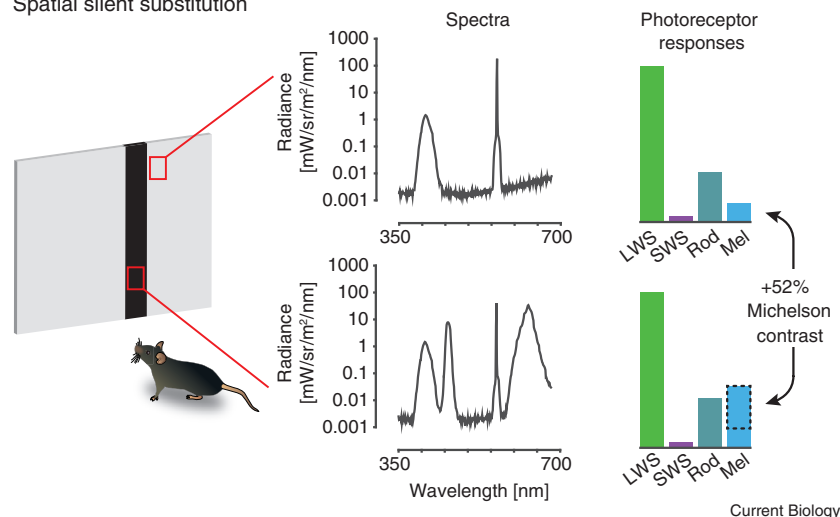 Spatial silent substitution
Spectra
Photoreceptor
responses
Radiance
[mW/sr/m²/nm]
1000
100
10
1
0.1
0.01
0.001
350
700
LWS
SWS
Rod
Mel
+52%
Michelson
contrast
Radiance
[mW/sr/m²/nm]
1000
100
10
1
0.1
0.01
0.001
350
700
Wavelength [nm]
LWS
SWS
Rod
Mel
Current Biology